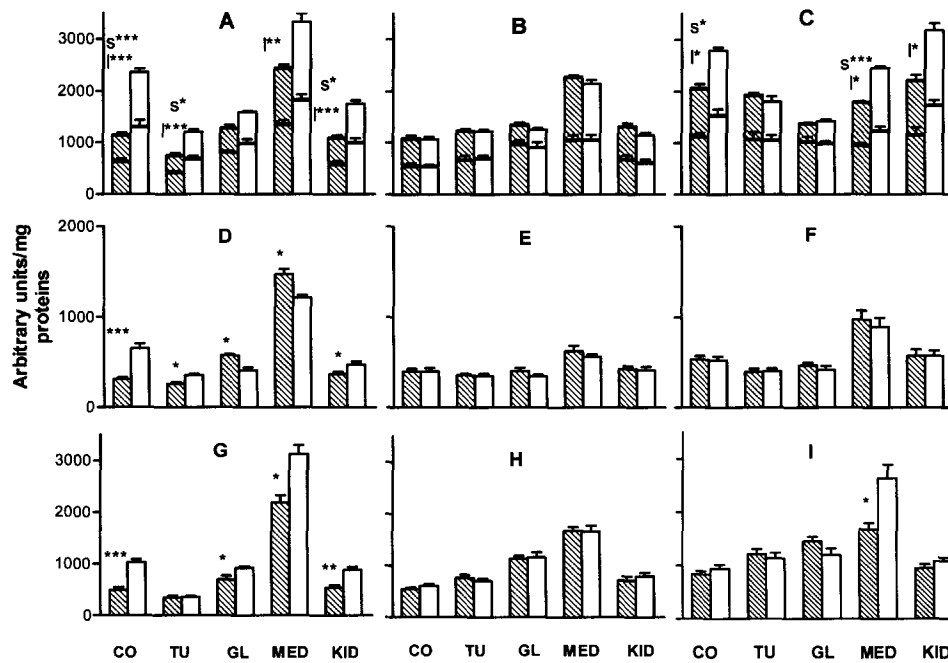 A B C
S*** S*
|*** |*
S* |** S* S*** |*
|*** |*** |*
3000
2000
1000
0
D E F
2000
*** * * * *
1000
0
Arbitrary units/mg
proteins
G H I
3000
* *
2000
*** * **
1000
0
CO TU GL MED KID CO TU GL MED KID CO TU GL MED KID